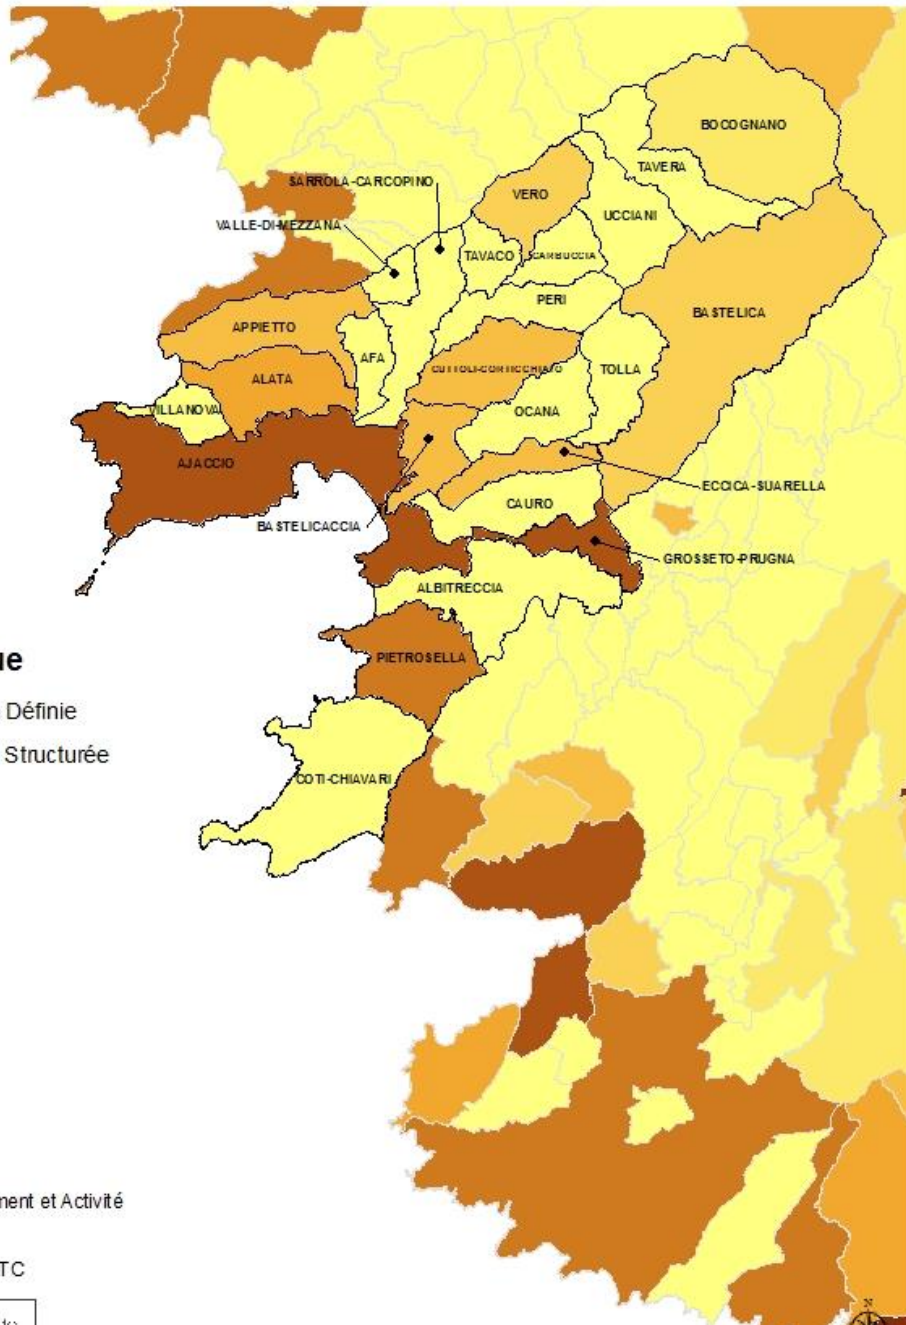 BOCOGNANO
TAVERA
SARROLA-CARCOPINO
VERO
UCCIANI
VALLE-DI-MEZZANA
TAVACO
CARBUCCIA
PERI
BASTELICA
APPIETTO
AFA
CUTTOLI-CORTICCHIATO
TOLLA
ALATA
OCANA
VILLANOVA
AJACCIO
ECCICA-SUARELLA
CAURO
BASTELICACCIA
GROSSETO-PRUGNA
ALBITRECCIA
PIETROSELLA
ue
Définie
Structurée
COTI-CHIAVARI
ment et Activité
TC
N